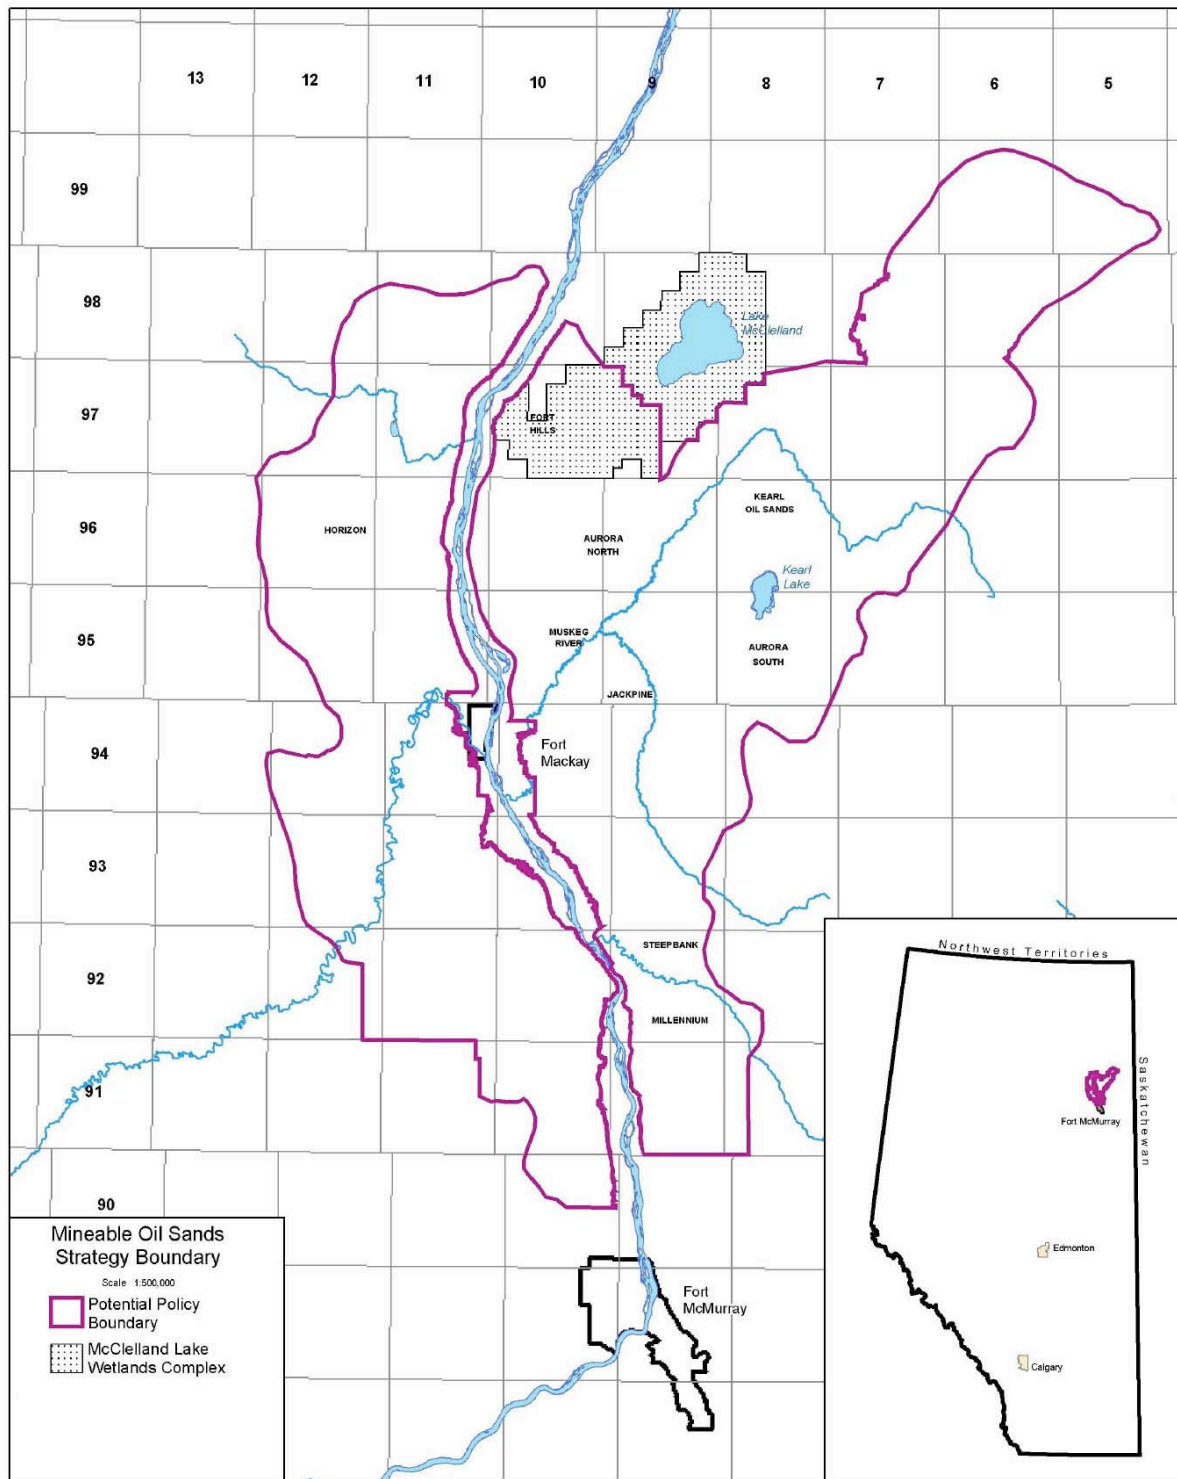 13
12
11
10
9
8
7
6
5
99
98
Lake
McClelland
97
FORT
HILLS
KEARL
OIL SANDS
96
HORIZON
AURORA
NORTH
Kearl
Lake
95
MUSKEG
RIVER
AURORA
SOUTH
JACKPINE
94
Fort
Mackay
93
STEEPBANK
92
MILLENNIUM
91
90
Fort
McMurray
Mineable Oil Sands
Strategy Boundary
Scale 1:500,000
Potential Policy
Boundary
McClelland Lake
Wetlands Complex
Northwest Territories
Saskatchewan
Fort McMurray
Edmonton
Calgary